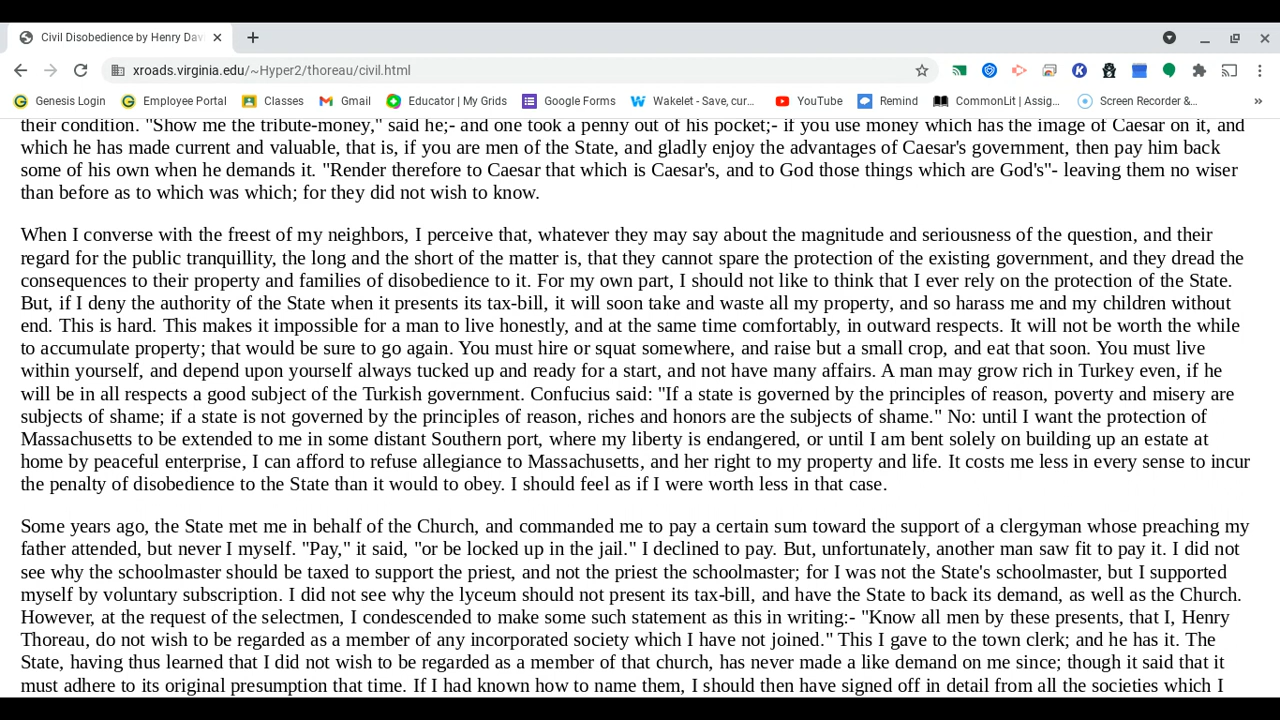 Civil Disobedience by Henry Dav
xroads.virginia.edu/~Hyper2/thoreau/civil.html
Genesis Login Employee Portal Classes Gmail Educator | My Grids Google Forms Wakelet - Save, cur... YouTube Remind CommonLit | Assig... Screen Recorder &... »
their condition. "Show me the tribute-money," said he;- and one took a penny out of his pocket;- if you use money which has the image of Caesar on it, and
which he has made current and valuable, that is, if you are men of the State, and gladly enjoy the advantages of Caesar's government, then pay him back
some of his own when he demands it. "Render therefore to Caesar that which is Caesar's, and to God those things which are God's"- leaving them no wiser
than before as to which was which; for they did not wish to know.
When I converse with the freest of my neighbors, I perceive that, whatever they may say about the magnitude and seriousness of the question, and their
regard for the public tranquillity, the long and the short of the matter is, that they cannot spare the protection of the existing government, and they dread the
consequences to their property and families of disobedience to it. For my own part, I should not like to think that I ever rely on the protection of the State.
But, if I deny the authority of the State when it presents its tax-bill, it will soon take and waste all my property, and so harass me and my children without
end. This is hard. This makes it impossible for a man to live honestly, and at the same time comfortably, in outward respects. It will not be worth the while
to accumulate property; that would be sure to go again. You must hire or squat somewhere, and raise but a small crop, and eat that soon. You must live
within yourself, and depend upon yourself always tucked up and ready for a start, and not have many affairs. A man may grow rich in Turkey even, if he
will be in all respects a good subject of the Turkish government. Confucius said: "If a state is governed by the principles of reason, poverty and misery are
subjects of shame; if a state is not governed by the principles of reason, riches and honors are the subjects of shame." No: until I want the protection of
Massachusetts to be extended to me in some distant Southern port, where my liberty is endangered, or until I am bent solely on building up an estate at
home by peaceful enterprise, I can afford to refuse allegiance to Massachusetts, and her right to my property and life. It costs me less in every sense to incur
the penalty of disobedience to the State than it would to obey. I should feel as if I were worth less in that case.
Some years ago, the State met me in behalf of the Church, and commanded me to pay a certain sum toward the support of a clergyman whose preaching my
father attended, but never I myself. "Pay," it said, "or be locked up in the jail." I declined to pay. But, unfortunately, another man saw fit to pay it. I did not
see why the schoolmaster should be taxed to support the priest, and not the priest the schoolmaster; for I was not the State's schoolmaster, but I supported
myself by voluntary subscription. I did not see why the lyceum should not present its tax-bill, and have the State to back its demand, as well as the Church.
However, at the request of the selectmen, I condescended to make some such statement as this in writing:- "Know all men by these presents, that I, Henry
Thoreau, do not wish to be regarded as a member of any incorporated society which I have not joined." This I gave to the town clerk; and he has it. The
State, having thus learned that I did not wish to be regarded as a member of that church, has never made a like demand on me since; though it said that it
must adhere to its original presumption that time. If I had known how to name them, I should then have signed off in detail from all the societies which I